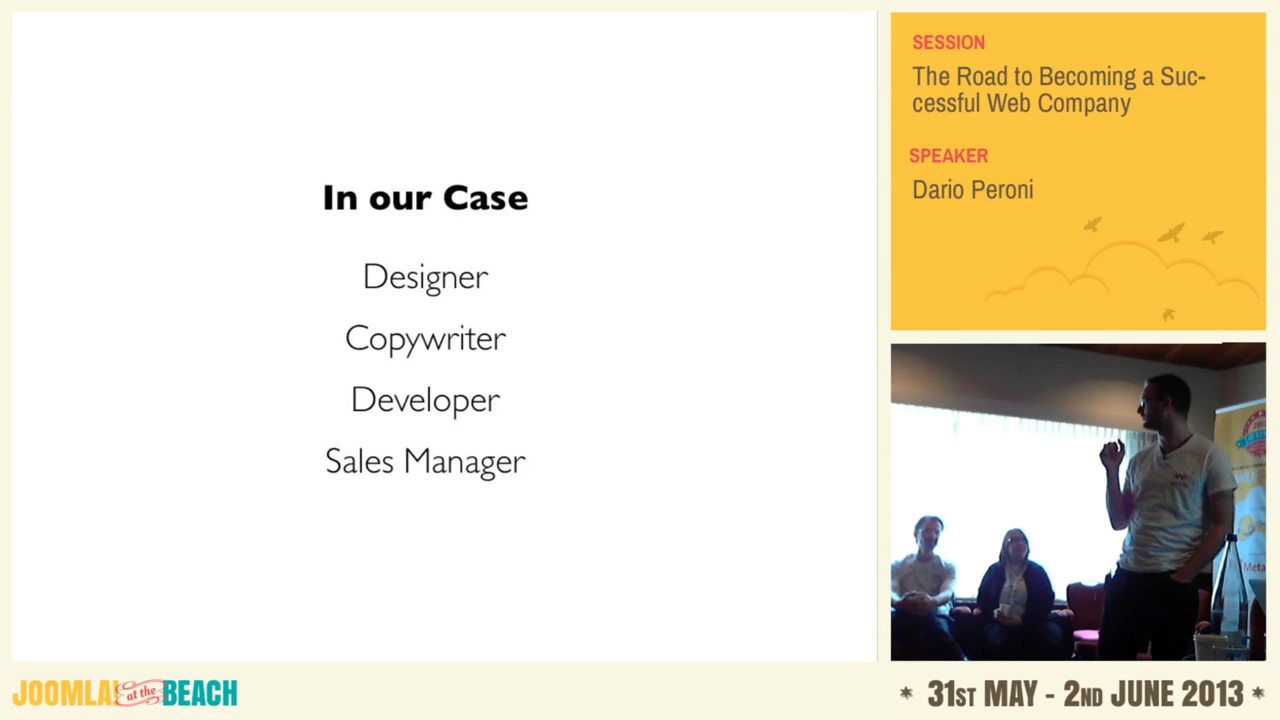 In our Case
Designer
Copywriter
Developer
Sales Manager
SESSION
The Road to Becoming a Suc-
cessful Web Company
SPEAKER
Dario Peroni
Meta
JOOMLA! at the BEACH
* 31ST MAY - 2ND JUNE 2013 *